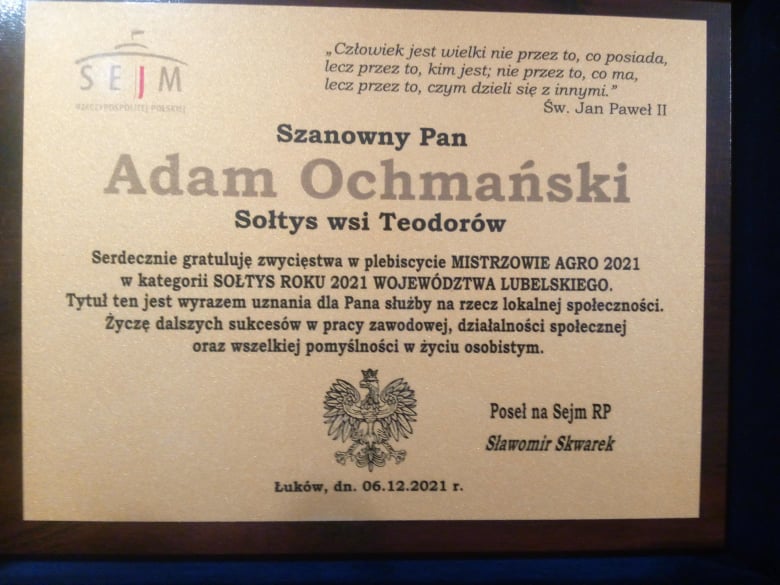 SEJM
RZECZYPOSPOLITEJ POLSKIEJ
„Człowiek jest wielki nie przez to, co posiada,
lecz przez to, kim jest; nie przez to, co ma,
lecz przez to, czym dzieli się z innymi.”
Św. Jan Paweł II
Szanowny Pan
Adam Ochmański
Sołtys wsi Teodorów
Serdecznie gratuluję zwycięstwa w plebiscycie MISTRZOWIE AGRO 2021
w kategorii SOŁTYS ROKU 2021 WOJEWÓDZTWA LUBELSKIEGO.
Tytuł ten jest wyrazem uznania dla Pana służby na rzecz lokalnej społeczności.
Życzę dalszych sukcesów w pracy zawodowej, działalności społecznej
oraz wszelkiej pomyślności w życiu osobistym.
Poseł na Sejm RP
Sławomir Skwarek
Łuków, dn. 06.12.2021 r.